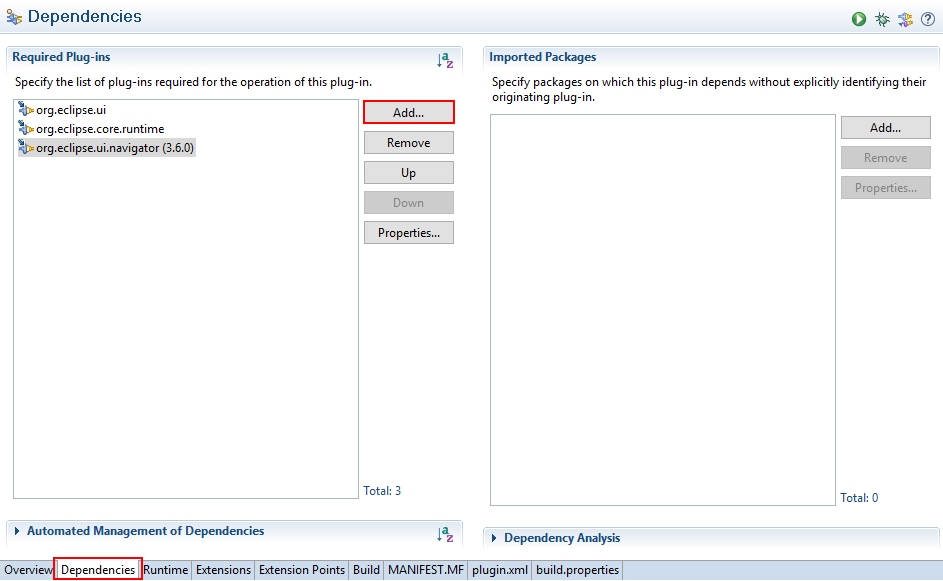 Dependencies
Required Plug-ins
Specify the list of plug-ins required for the operation of this plug-in.
org.eclipse.ui
org.eclipse.core.runtime
org.eclipse.ui.navigator (3.6.0)
Add...
Remove
Up
Down
Properties...
Total: 3
Imported Packages
Specify packages on which this plug-in depends without explicitly identifying their
originating plug-in.
Add...
Remove
Properties...
Total: 0
Automated Management of Dependencies
Dependency Analysis
Overview Dependencies Runtime Extensions Extension Points Build MANIFEST.MF plugin.xml build.properties